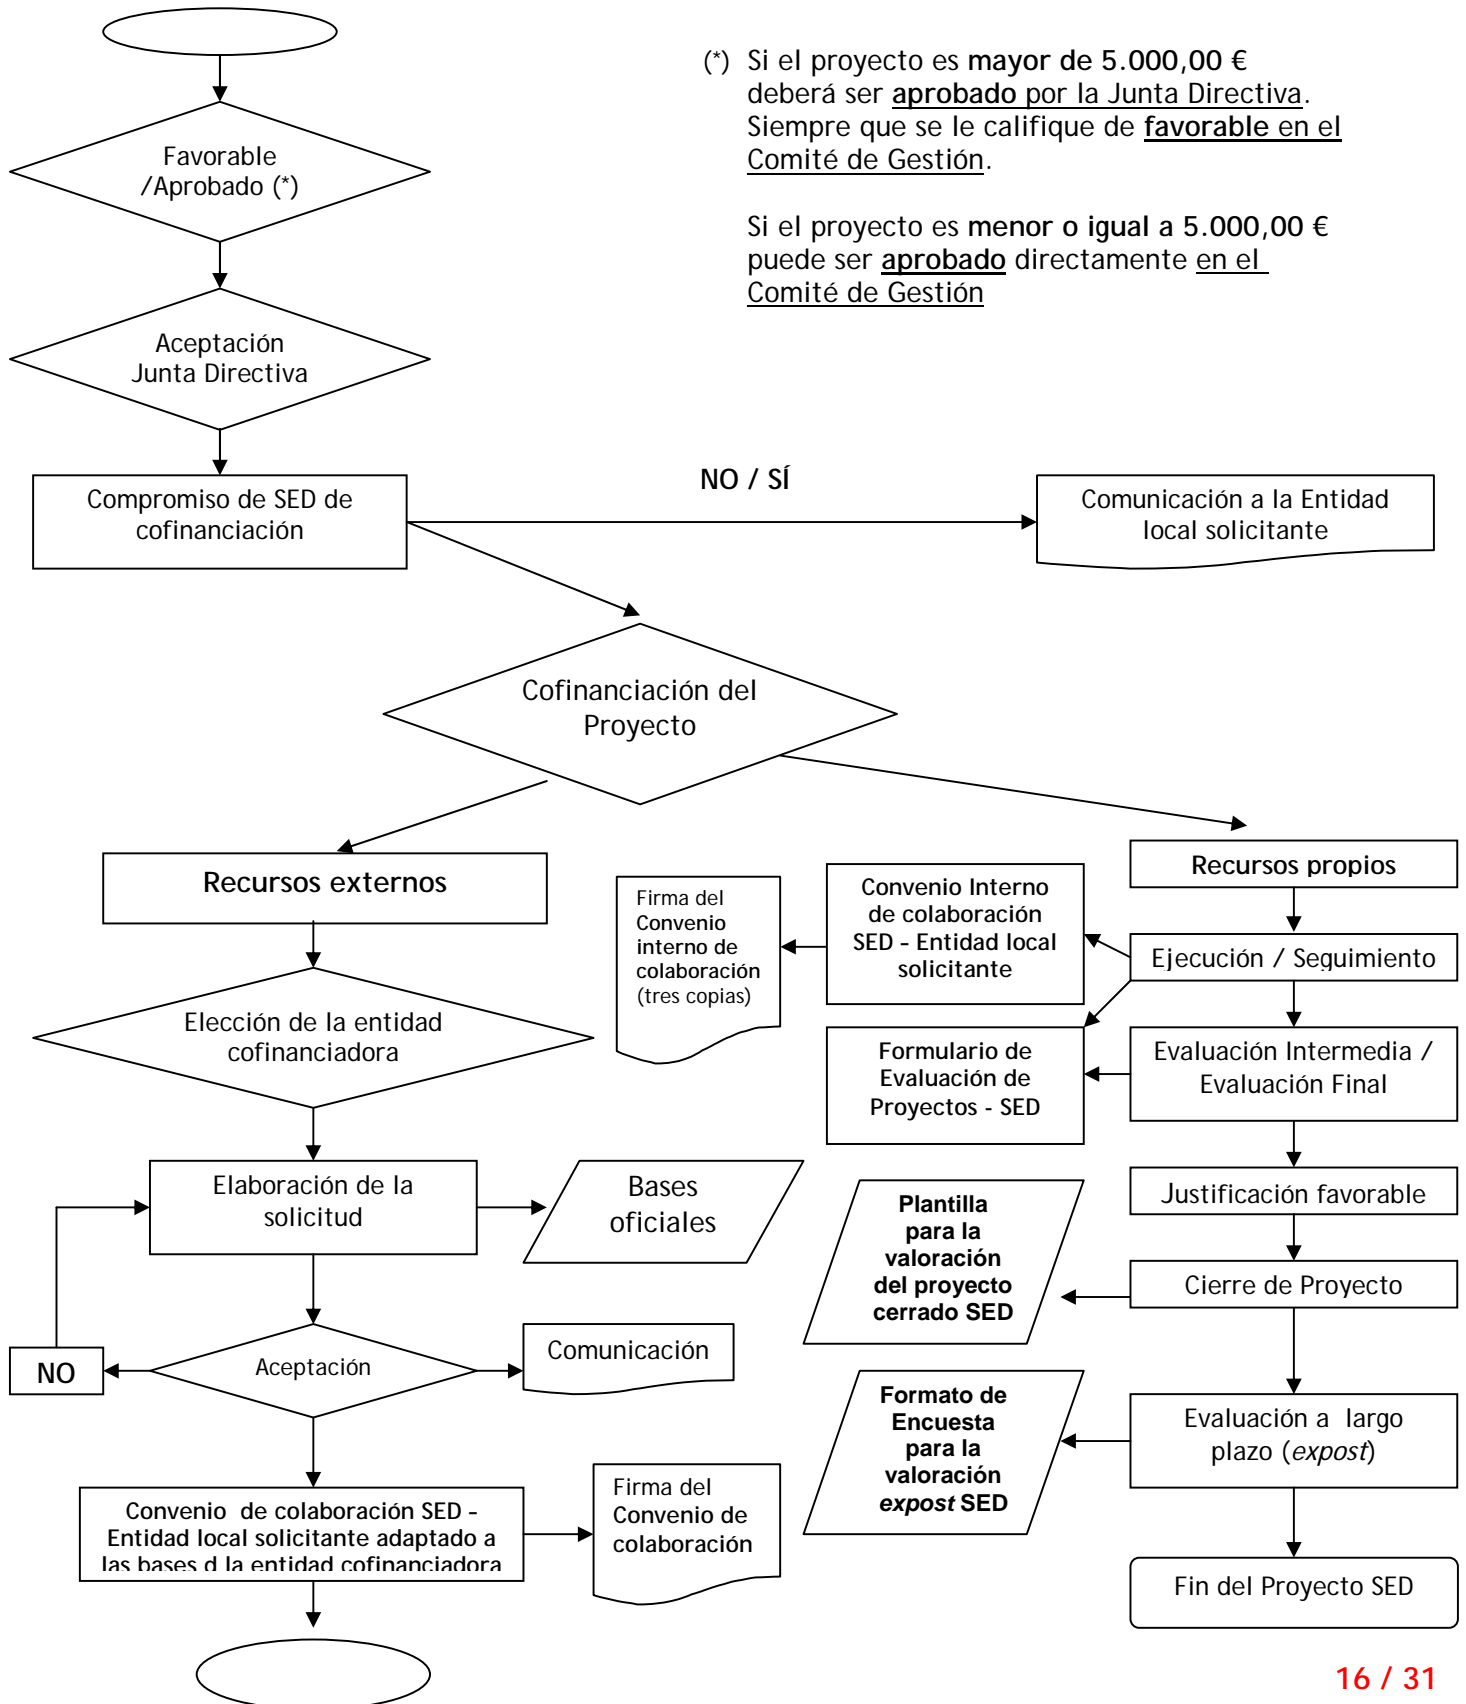 (*) Si el proyecto es mayor de 5.000,00 €
deberá ser aprobado por la Junta Directiva.
Siempre que se le califique de favorable en el
Comité de Gestión.
Si el proyecto es menor o igual a 5.000,00 €
puede ser aprobado directamente en el
Comité de Gestión
Favorable
/Aprobado (*)
Aceptación
Junta Directiva
Compromiso de SED de
cofinanciación
NO / SÍ
Comunicación a la Entidad
local solicitante
Cofinanciación del
Proyecto
Recursos externos
Elección de la entidad
cofinanciadora
Elaboración de la
solicitud
Bases
oficiales
NO
Aceptación
Comunicación
Convenio de colaboración SED –
Entidad local solicitante adaptado a
las bases d la entidad cofinanciadora
Firma del
Convenio de
colaboración
Recursos propios
Firma del
Convenio
interno de
colaboración
(tres copias)
Convenio Interno
de colaboración
SED – Entidad local
solicitante
Ejecución / Seguimiento
Formulario de
Evaluación de
Proyectos - SED
Evaluación Intermedia /
Evaluación Final
Justificación favorable
Plantilla
para la
valoración
del proyecto
cerrado SED
Cierre de Proyecto
Formato de
Encuesta
para la
valoración
expost SED
Evaluación a largo
plazo (expost)
Fin del Proyecto SED
16 / 31